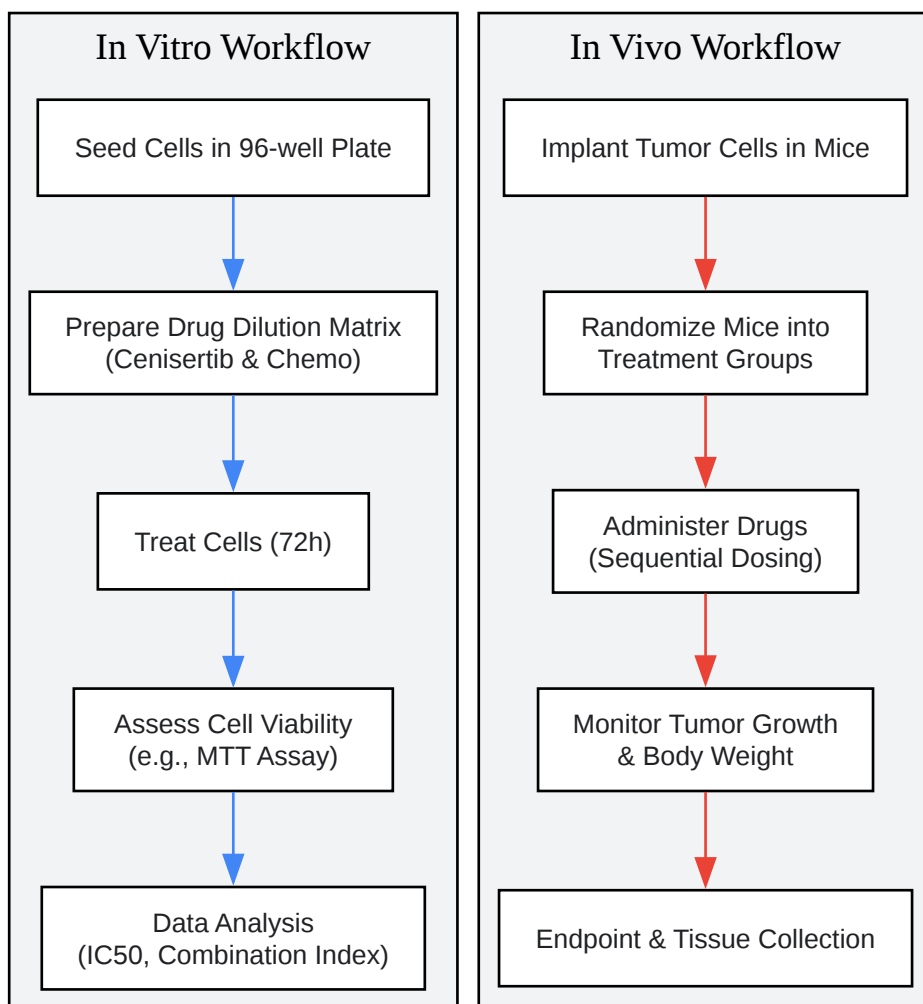 In Vitro Workflow
Seed Cells in 96-well Plate
Prepare Drug Dilution Matrix
(Cenisertib & Chemo)
Treat Cells (72h)
Assess Cell Viability
(e.g., MTT Assay)
Data Analysis
(IC50, Combination Index)
In Vivo Workflow
Implant Tumor Cells in Mice
Randomize Mice into
Treatment Groups
Administer Drugs
(Sequential Dosing)
Monitor Tumor Growth
& Body Weight
Endpoint & Tissue Collection